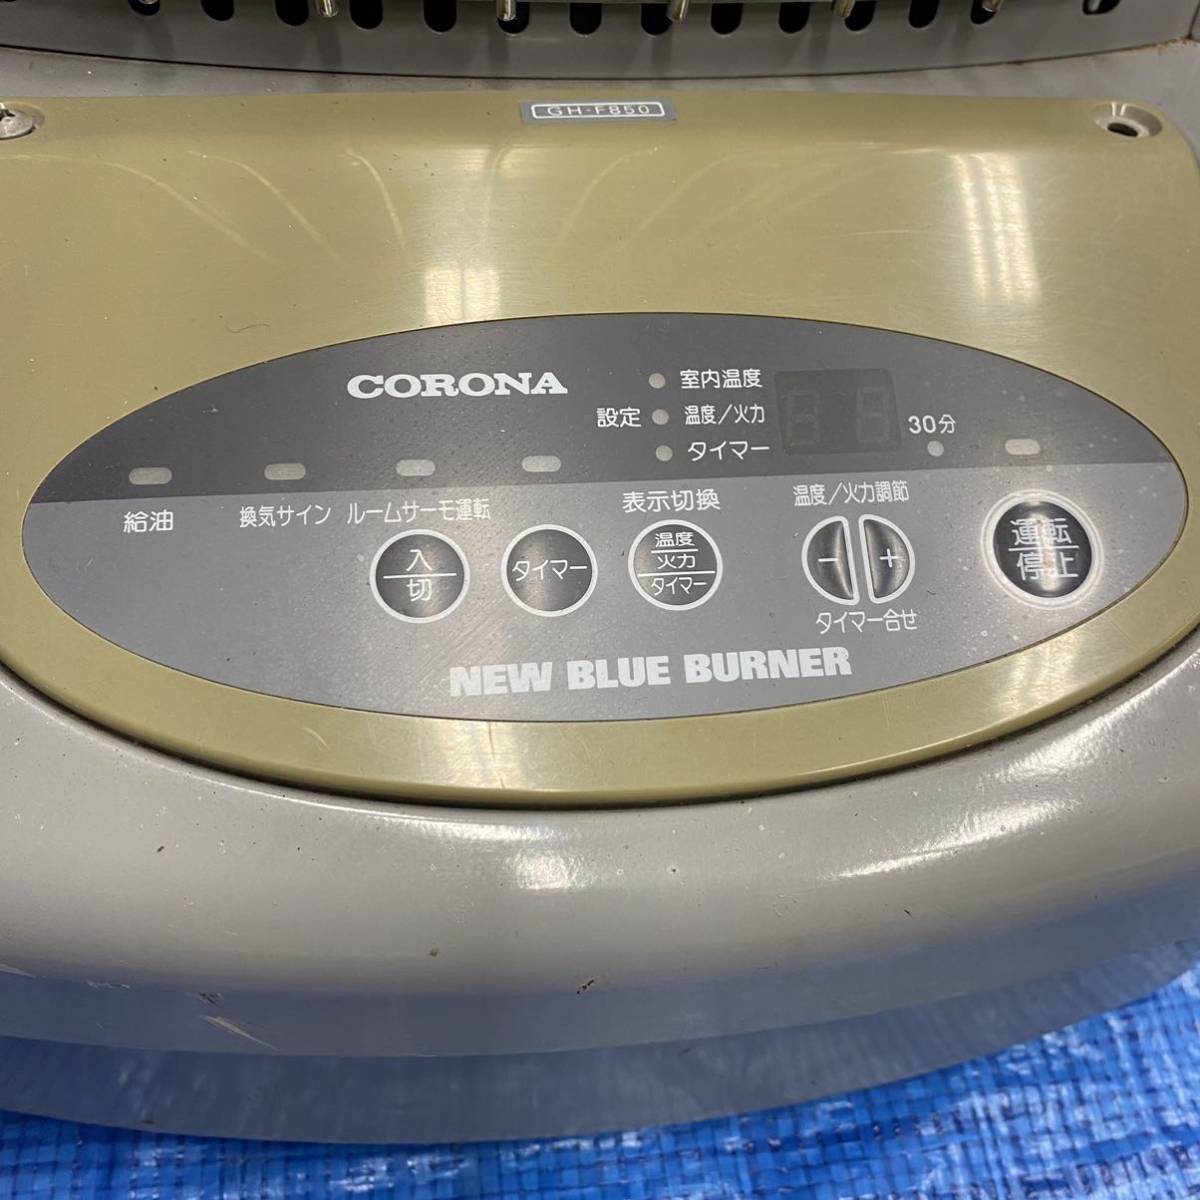 GH-F850
CORONA
室内温度
設定
温度/火力
タイマー
30分
給油
換気サイン
ルームサーモ運転
表示切換
温度/火力調節
入
切
タイマー
温度
火力
タイマー
- +
運転
停止
タイマー合せ
NEW BLUE BURNER